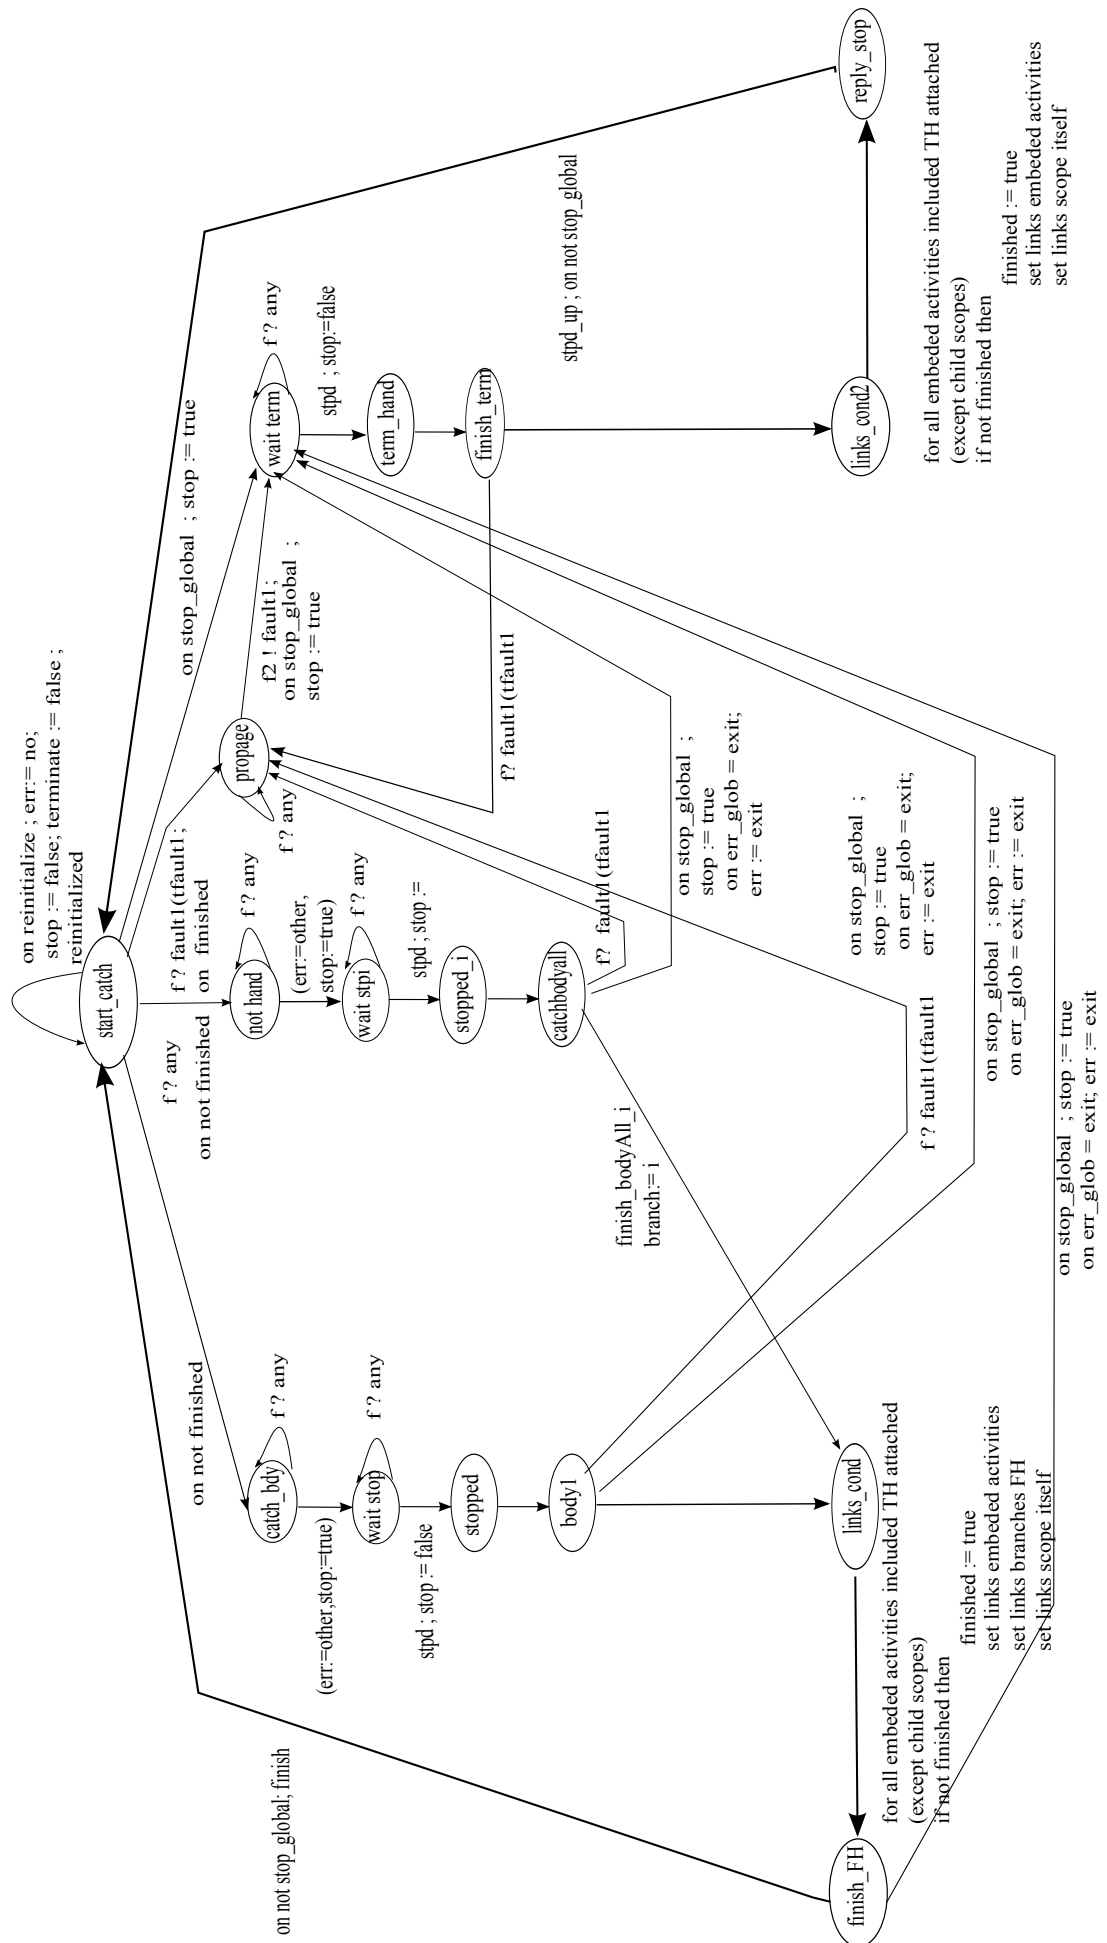 on reinitialize ; err:= no;
stop := false; terminate := false ;
reinitialized
start_catch
on not finished
f ? any
on not finished
f ? fault1(tfault1;
on finished
on stop_global ; stop := true
catch_bdy
f ? any
(err:=other,stop:=true)
wait stop
f ? any
stpd ; stop := false
stopped
body1
not hand
f ? any
(err:=other,
stop:=true)
wait stpi
f ? any
stpd ; stop :=
stopped_i
catchbodyall
propage
f ? any
f2 ! fault1;
on stop_global ;
stop := true
wait term
f ? any
stpd ; stop:=false
term_hand
finish_term
f? fault1(tfault1
stpd_up ; on not stop_global
f? fault1(tfault1
on stop_global ;
stop := true
on err_glob = exit;
err := exit
finish_bodyAll_i
branch:= i
on stop_global ;
stop := true
on err_glob = exit;
err := exit
f ? fault1(tfault1
on stop_global ; stop := true
on err_glob = exit; err := exit
on stop_global ; stop := true
on err_glob = exit; err := exit
on not stop_global; finish
finish_FH
links_cond
links_cond2
reply_stop
for all embeded activities included TH attached
(except child scopes)
if not finished then
finished := true
set links embeded activities
set links branches FH
set links scope itself
for all embeded activities included TH attached
(except child scopes)
if not finished then
finished := true
set links embeded activities
set links scope itself